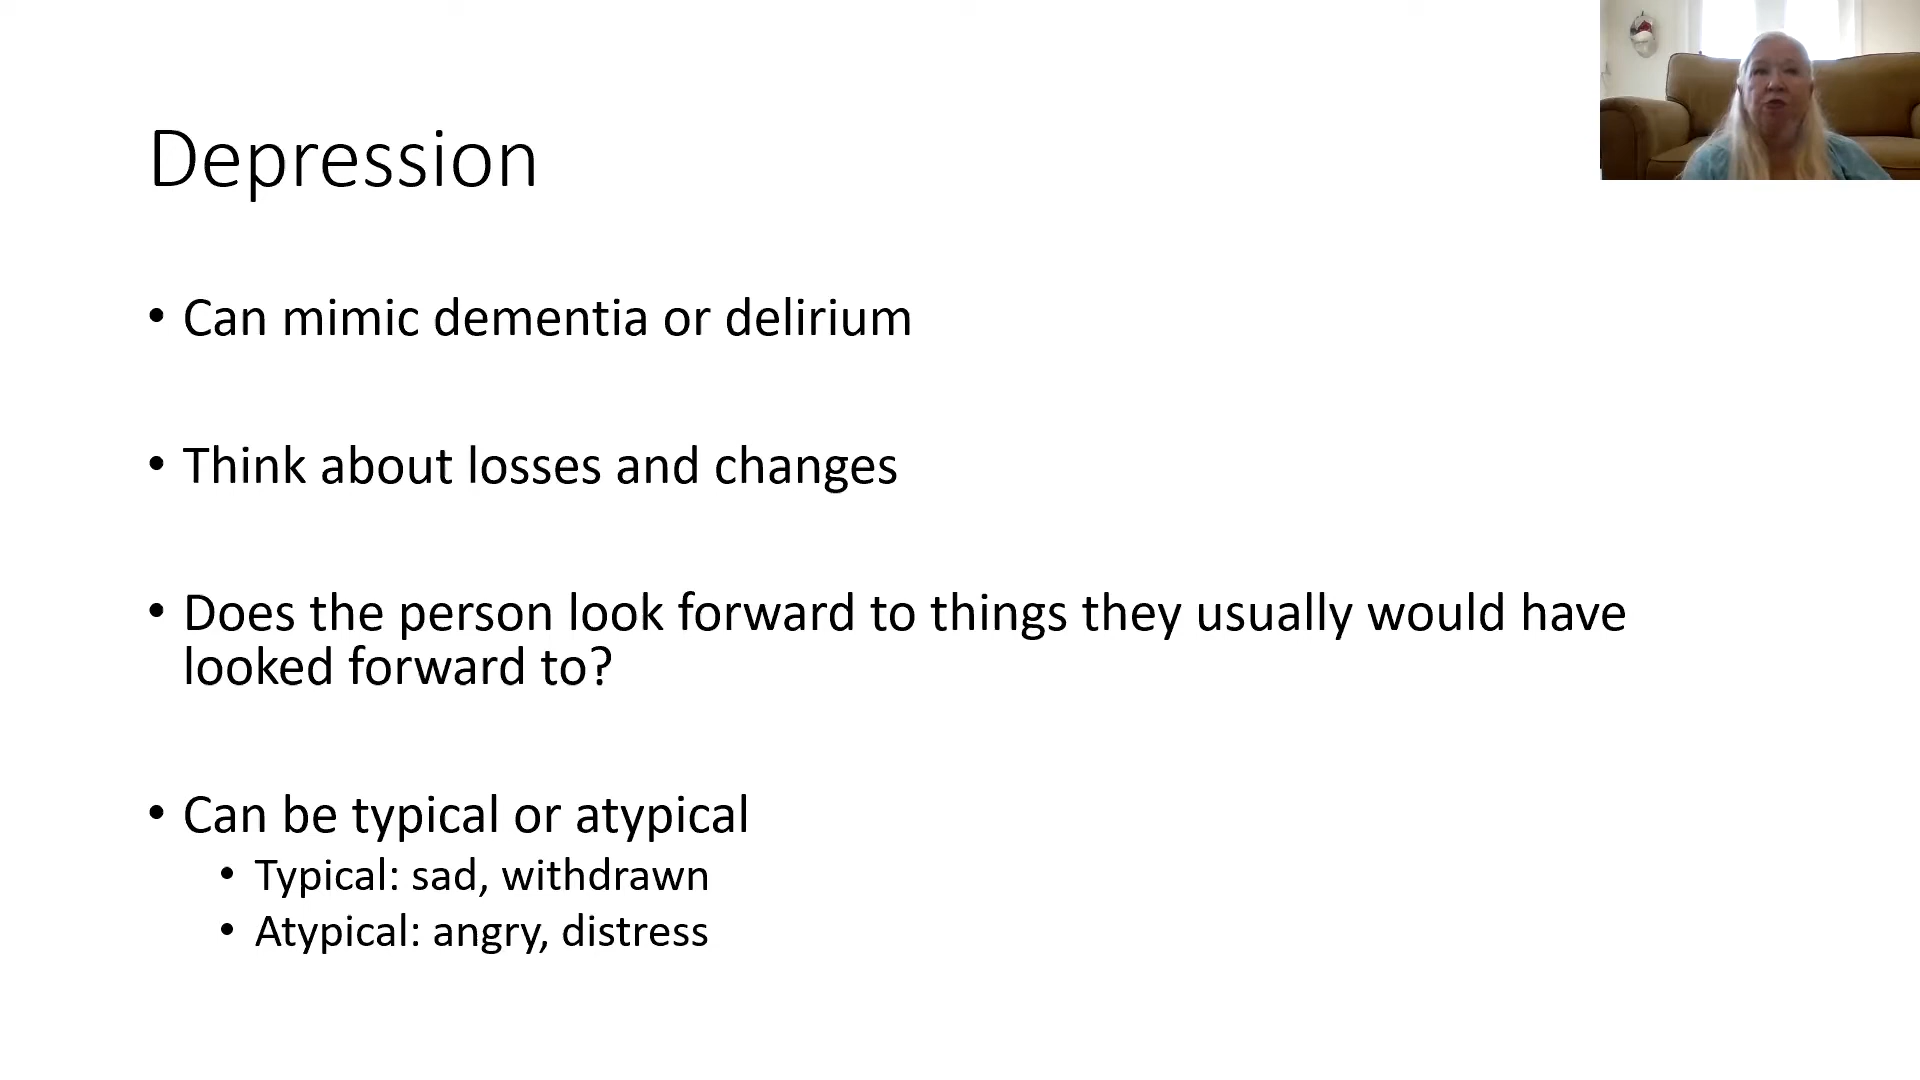 Depression
• Can mimic dementia or delirium
• Think about losses and changes
• Does the person look forward to things they usually would have
looked forward to?
• Can be typical or atypical
• Typical: sad, withdrawn
• Atypical: angry, distress